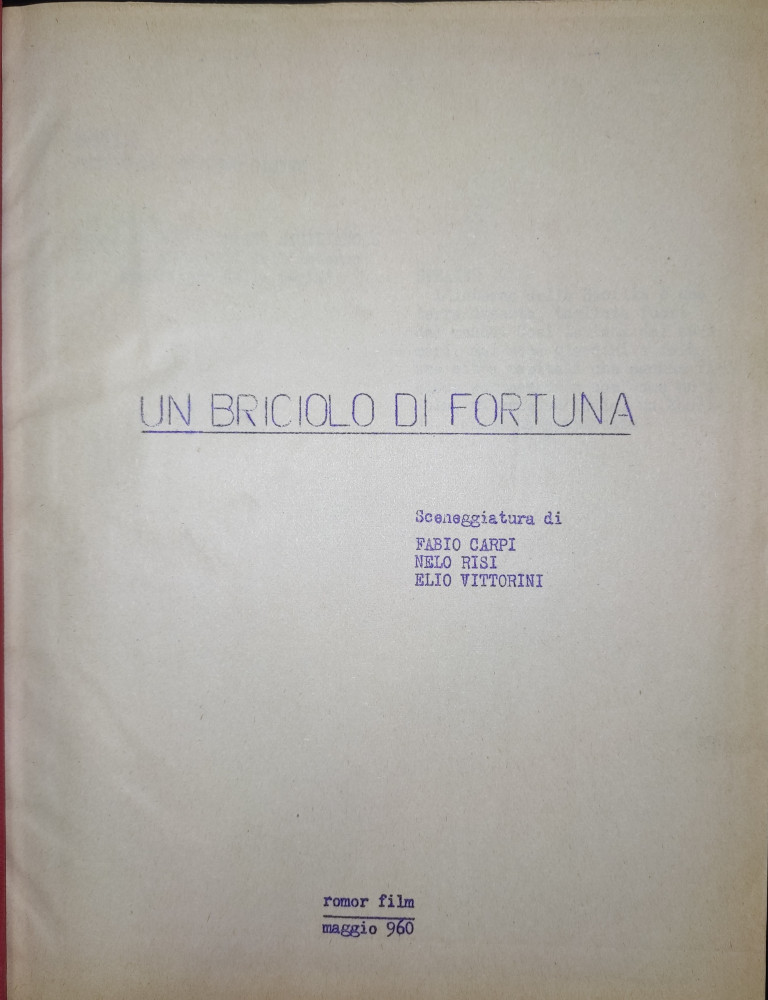 UN BRICIOLO DI FORTUNA
Sceneggiatura di
FABIO CARPI
NELO RISI
ELIO VITTORINI
romor film
maggio 960